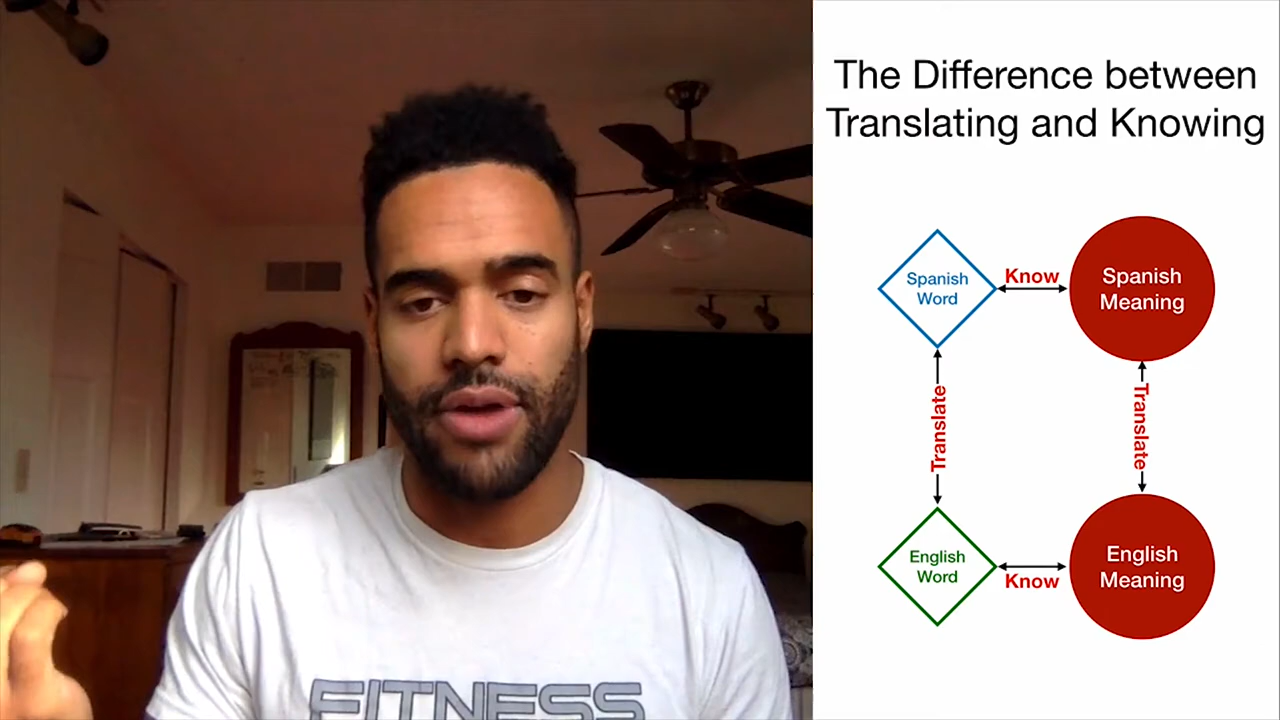 The Difference between
Translating and Knowing
Spanish
Word
Know
Spanish
Meaning
Translate
Translate
English
Word
Know
English
Meaning
FITNESS